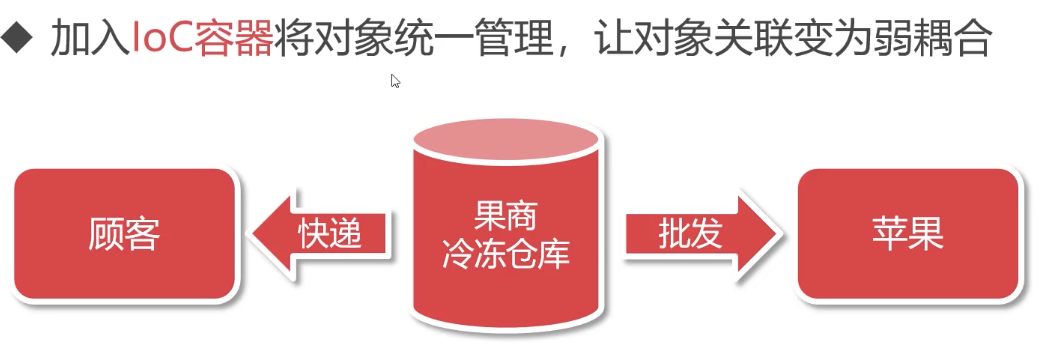 ◆ 加入IoC容器将对象统一管理，让对象关联变为弱耦合
顾客
快递
果商
冷冻仓库
批发
苹果